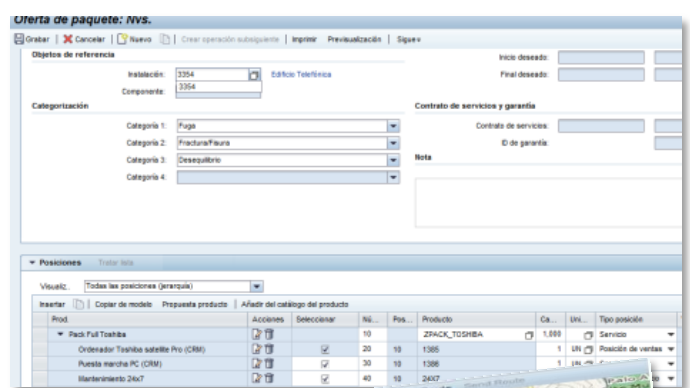 Oferta de paquete: Nvs.
Grabar | Cancelar | Nuevo | Crear operación subsiguiente | Imprimir Previsualización | Sigue
Objetos de referencia
Inicio deseado:
Instalación: 3354 Edificio Telefónica
Final deseado:
3354
Componente:
Categorización Contrato de servicios y garantía
Categoría 1: Fuga Contrato de servicios:
Categoría 2: Fractura/Fisura ID de garantía:
Categoría 3: Desequilibrio Nota
Categoría 4:
Posiciones Tratar lista
Visualiz.: Todas las posiciones (jerarquía)
Insertar | Copiar de modelo Propuesta producto | Añadir del catálogo del producto
Prod. Acciones Seleccionar Nú... Pos... Producto Ca... Uni... Tipo posición
Pack Full Toshiba 10 ZPACK_TOSHIBA 1,000 Servicio
Ordenador Toshiba satellite Pro (CRM) 20 10 1385 1 UN Posición de ventas
Puesta marcha PC (CRM) 30 10 1386 1 UN
Mantenimiento 24x7 40 10 24X7